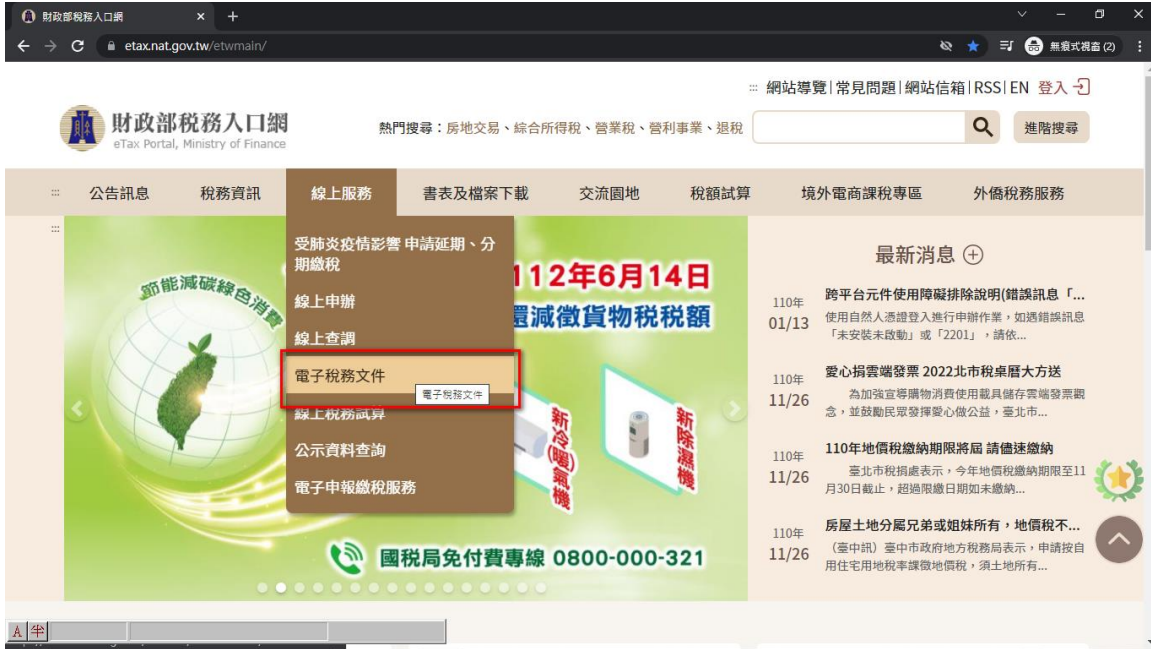 財政部稅務入口網
etax.nat.gov.tw/etwmain/
無痕式視窗 (2)
網站導覽|常見問題|網站信箱|RSS|EN 登入
財政部稅務入口網
eTax Portal, Ministry of Finance
熱門搜尋：房地交易、綜合所得稅、營業稅、營利事業、退稅
進階搜尋
公告訊息 稅務資訊 線上服務 書表及檔案下載 交流園地 稅額試算 境外電商課稅專區 外僑稅務服務
受肺炎疫情影響 申請延期、分
期繳稅
線上申辦
線上查調
電子稅務文件
電子稅務文件
線上稅務試算
公示資料查詢
電子申報繳稅服務
節能減碳綠色消費
112年6月14日
還減徵貨物稅稅額
新冷(暖)氣機
新除濕機
國稅局免付費專線 0800-000-321
最新消息
110年
01/13
跨平台元件使用障礙排除說明(錯誤訊息「...
使用自然人憑證登入進行申辦作業，如遇錯誤訊息
「未安裝未啟動」或「2201」，請依...
110年
11/26
愛心捐雲端發票 2022北市稅桌曆大方送
為加強宣導購物消費使用載具儲存雲端發票觀
念，並鼓勵民眾發揮愛心做公益，臺北市...
110年
11/26
110年地價稅繳納期限將屆 請儘速繳納
臺北市稅捐處表示，今年地價稅繳納期限至11
月30日截止，超過限繳日期如未繳納...
110年
11/26
房屋土地分屬兄弟或姐妹所有，地價稅不...
（臺中訊）臺中市政府地方稅務局表示，申請按自
用住宅用地稅率課徵地價稅，須土地所有...
A 半